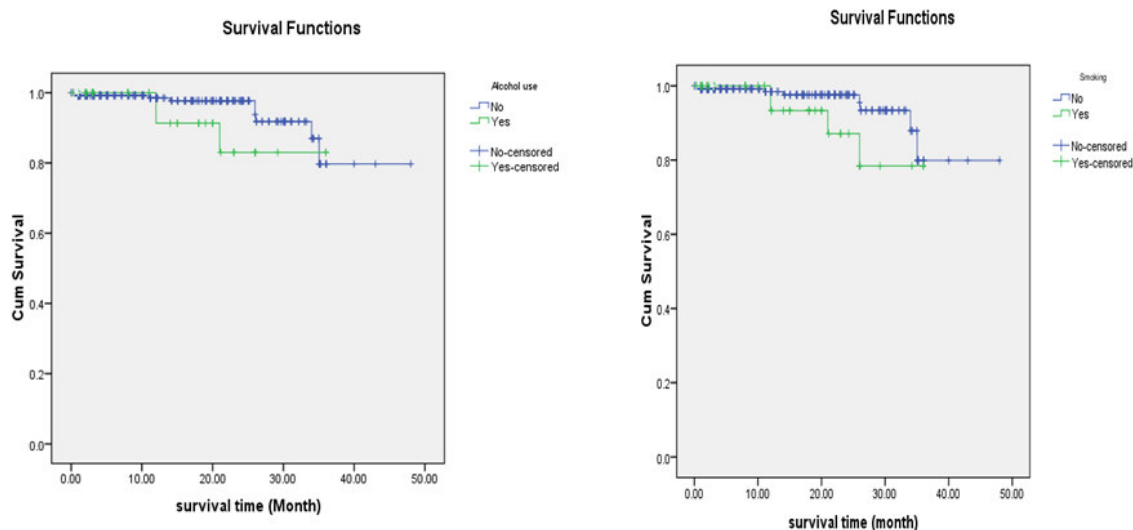 Survival Functions
Alcohol use
No
Yes
No-censored
Yes-censored
Cum Survival
1.0
0.8
0.6
0.4
0.2
0.0
0.00 10.00 20.00 30.00 40.00 50.00
survival time (Month)
Survival Functions
Smoking
No
Yes
No-censored
Yes-censored
Cum Survival
1.0
0.8
0.6
0.4
0.2
0.0
0.00 10.00 20.00 30.00 40.00 50.00
survival time (month)